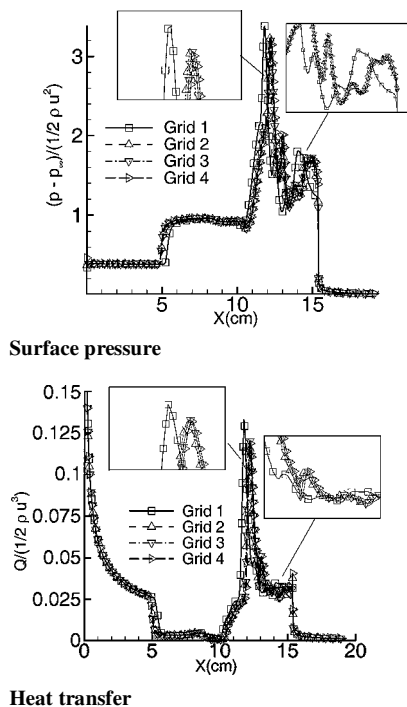 (p - p∞)/(1/2 ρ u²)
3
2
1
Grid 1
Grid 2
Grid 3
Grid 4
0 5 10 15
X(cm)
Surface pressure
Q/(1/2 ρ u³)
0.15
0.125
0.1
0.075
0.05
0.025
0
Grid 1
Grid 2
Grid 3
Grid 4
0 5 10 15 20
X(cm)
Heat transfer